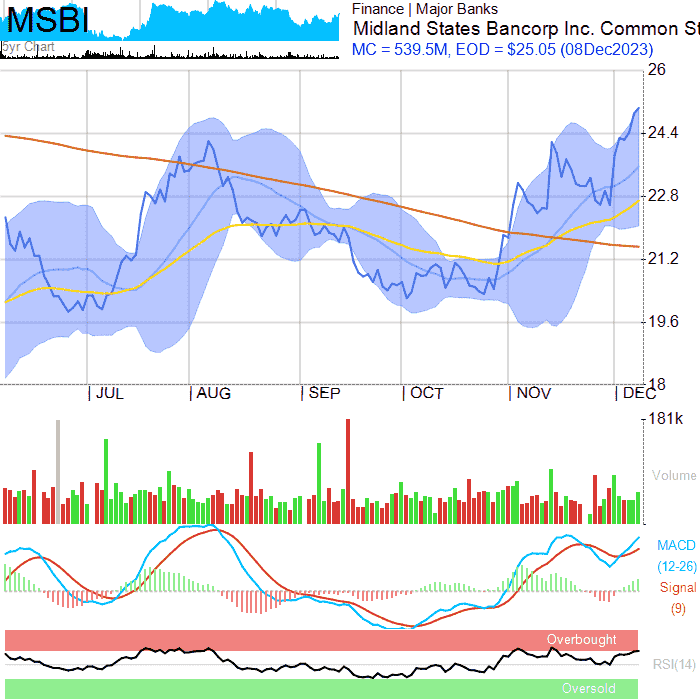 MSBI
5yr Chart
Finance | Major Banks
Midland States Bancorp Inc. Common St
MC = 539.5M, EOD = $25.05 (08Dec2023)
26
24.4
22.8
21.2
19.6
18
JUL
AUG
SEP
OCT
NOV
DEC
181k
Volume
MACD
(12-26)
Signal
(9)
Overbought
RSI(14)
Oversold